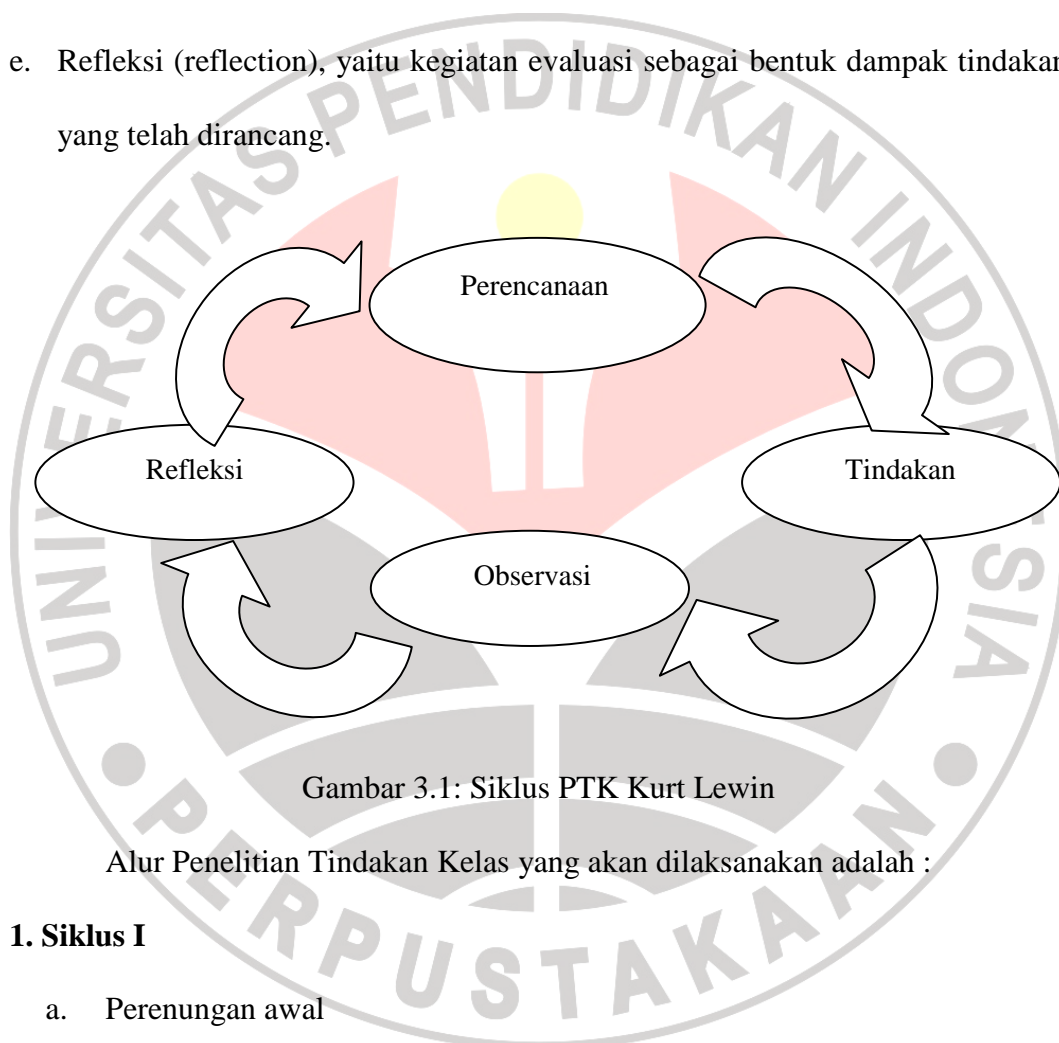 e. Refleksi (reflection), yaitu kegiatan evaluasi sebagai bentuk dampak tindakan
yang telah dirancang.
Perencanaan
Refleksi
Tindakan
Observasi
Gambar 3.1: Siklus PTK Kurt Lewin
Alur Penelitian Tindakan Kelas yang akan dilaksanakan adalah :
1. Siklus I
a. Perenungan awal
UNIVERSITAS PENDIDIKAN INDONESIA
PERPUSTAKAAN